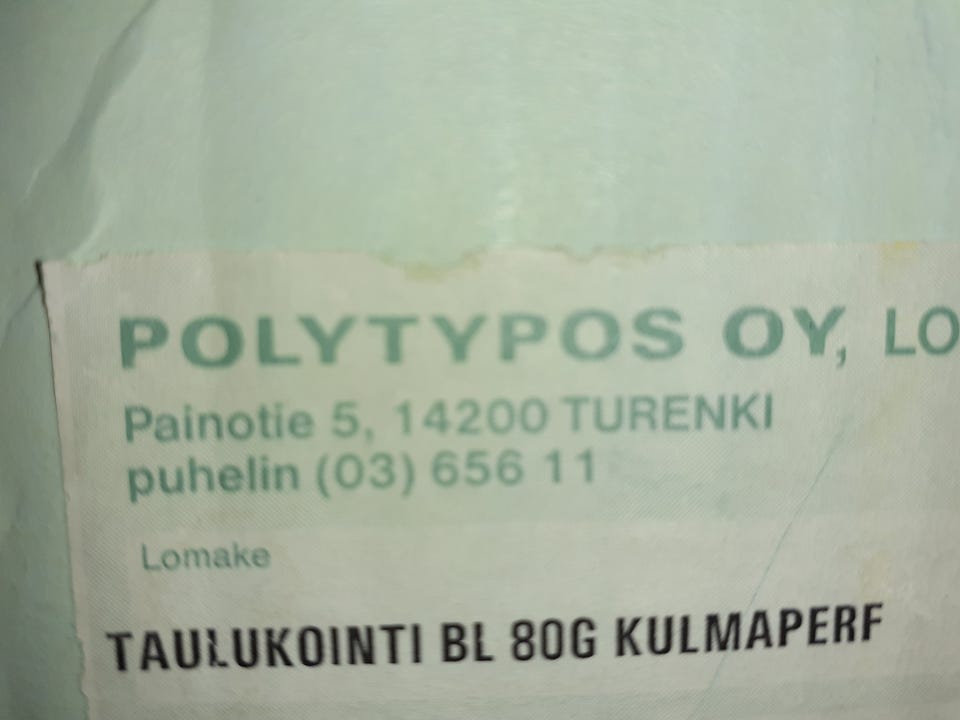 POLYTYPOS OY, LO
Painotie 5, 14200 TURENKI
puhelin (03) 656 11
Lomake
TAULUKOINTI BL 80G KULMAPERF